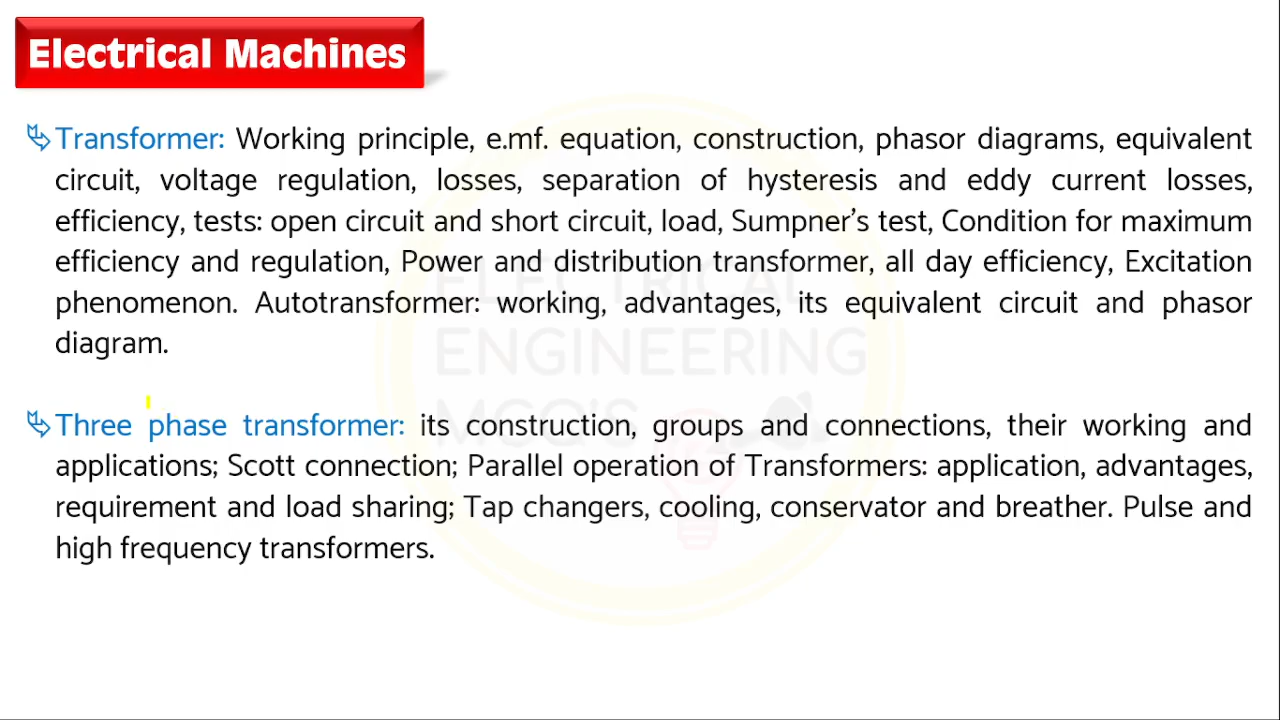 Electrical Machines
Transformer: Working principle, e.mf. equation, construction, phasor diagrams, equivalent
circuit, voltage regulation, losses, separation of hysteresis and eddy current losses,
efficiency, tests: open circuit and short circuit, load, Sumpner's test, Condition for maximum
efficiency and regulation, Power and distribution transformer, all day efficiency, Excitation
phenomenon. Autotransformer: working, advantages, its equivalent circuit and phasor
diagram.
Three phase transformer: its construction, groups and connections, their working and
applications; Scott connection; Parallel operation of Transformers: application, advantages,
requirement and load sharing; Tap changers, cooling, conservator and breather. Pulse and
high frequency transformers.
ELECTRICAL
ENGINEERING
MCQ'S